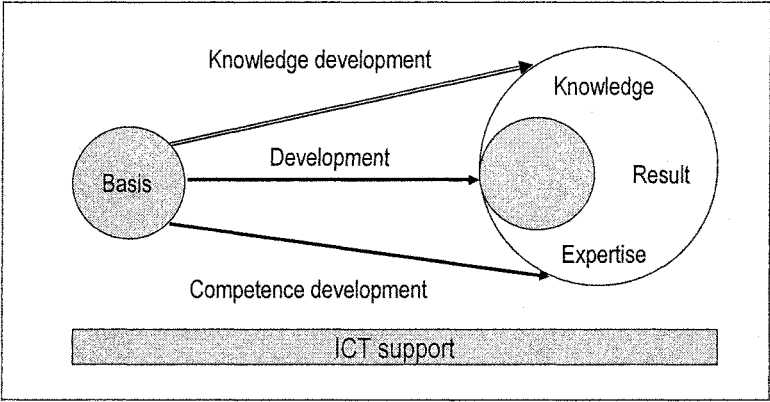 Knowledge development
Knowledge
Development
Basis
Result
Expertise
Competence development
ICT support